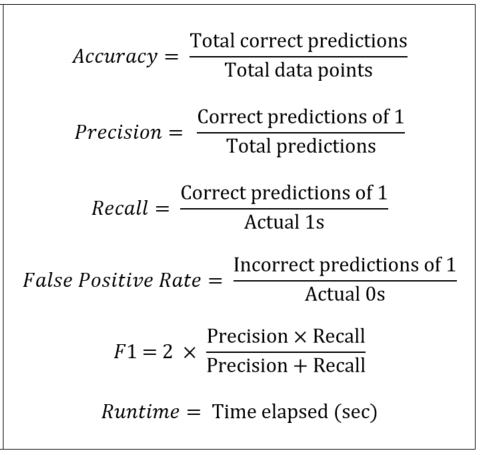 Accuracy = Total correct predictions / Total data points
Precision = Correct predictions of 1 / Total predictions
Recall = Correct predictions of 1 / Actual 1s
False Positive Rate = Incorrect predictions of 1 / Actual 0s
F1 = 2 × Precision × Recall / Precision + Recall
Runtime = Time elapsed (sec)